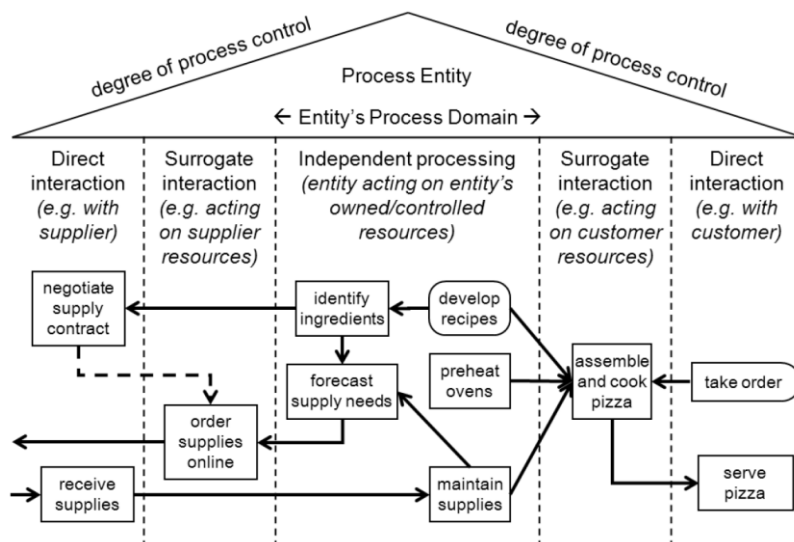 degree of process control
degree of process control
Process Entity
← Entity's Process Domain →
Direct
interaction
(e.g. with
supplier)
Surrogate
interaction
(e.g. acting
on supplier
resources)
Independent processing
(entity acting on entity's
owned/controlled
resources)
Surrogate
interaction
(e.g. acting
on customer
resources)
Direct
interaction
(e.g. with
customer)
negotiate
supply
contract
identify
ingredients
develop
recipes
forecast
supply needs
preheat
ovens
assemble
and cook
pizza
take order
order
supplies
online
receive
supplies
maintain
supplies
serve
pizza